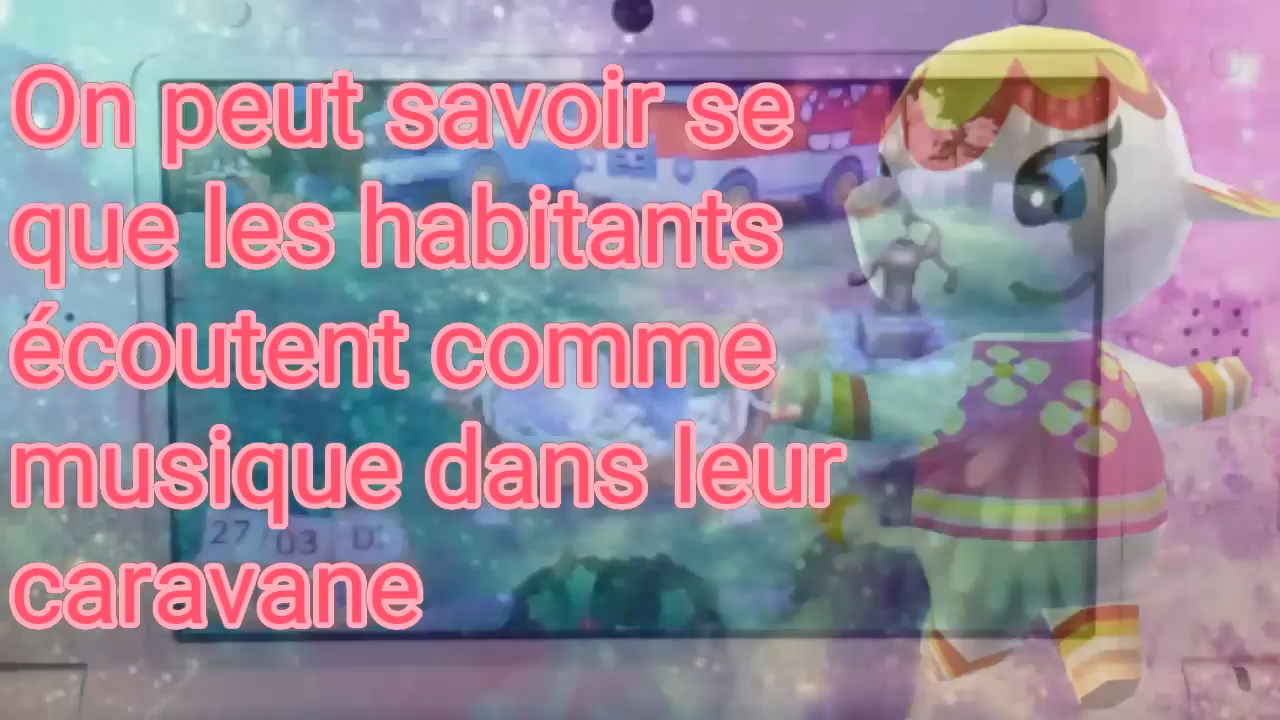 On peut savoir se
que les habitants
écoutent comme
musique dans leur
caravane
27 03 D.